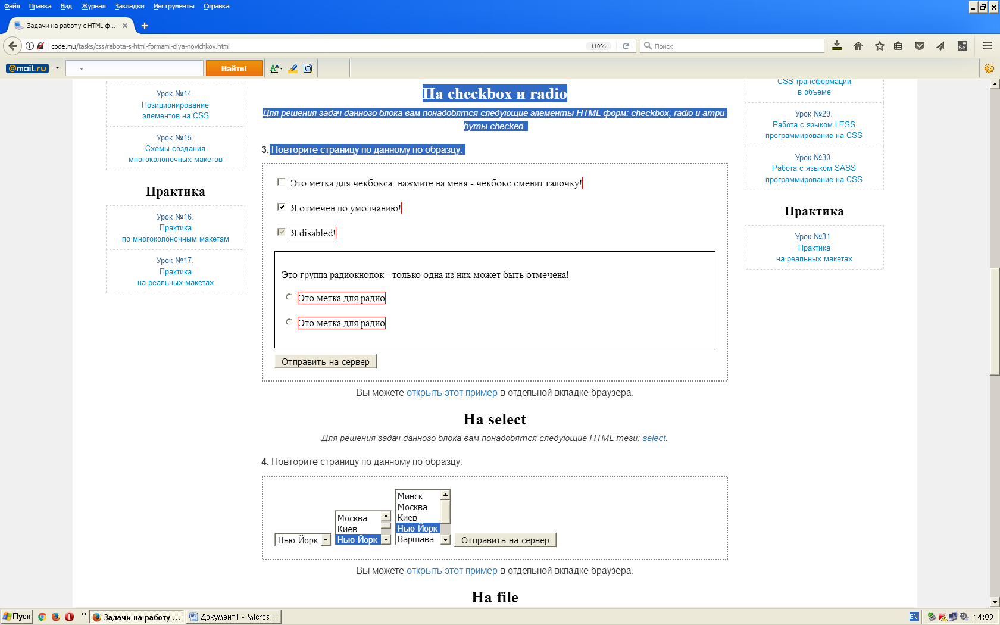 Файл Правка Вид Журнал Закладки Инструменты Справка
Задачи на работу с HTML ф...
code.mu/tasks/css/rabota-s-html-formami-dlya-novichkov.html
110%
Поиск
Se
@mail.ru
Найти!
Урок №14.
Позиционирование
элементов на CSS
Урок №15.
Схемы создания
многоколоночных макетов
Практика
Урок №16.
Практика
по многоколоночным макетам
Урок №17.
Практика
на реальных макетах
На checkbox и radio
Для решения задач данного блока вам понадобятся следующие элементы HTML форм: checkbox, radio и атри-
буты checked.
3. Повторите страницу по данному по образцу:
Это метка для чекбокса: нажмите на меня - чекбокс сменит галочку!
Я отмечен по умолчанию!
Я disabled!
Это группа радиокнопок - только одна из них может быть отмечена!
Это метка для радио
Это метка для радио
Отправить на сервер
Вы можете открыть этот пример в отдельной вкладке браузера.
На select
Для решения задач данного блока вам понадобятся следующие HTML теги: select.
4. Повторите страницу по данному по образцу:
Нью Йорк
Москва
Киев
Нью Йорк
Минск
Москва
Киев
Нью Йорк
Варшава
Отправить на сервер
Вы можете открыть этот пример в отдельной вкладке браузера.
На file
CSS трансформации
в объеме
Урок №29.
Работа с языком LESS
программирование на CSS
Урок №30.
Работа с языком SASS
программирование на CSS
Практика
Урок №31.
Практика
на реальных макетах
Пуск
»
Задачи на работу ...
Документ1 - Micros...
EN
14:09